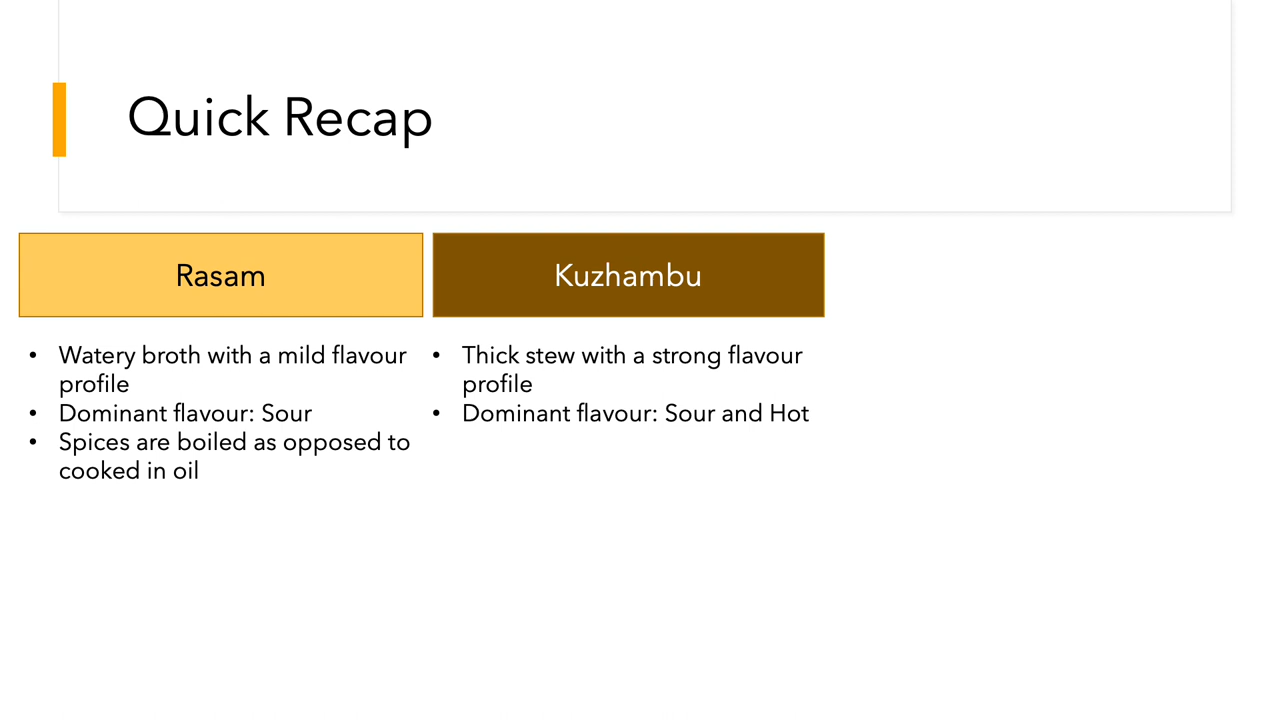 Quick Recap
Rasam
Kuzhambu
• Watery broth with a mild flavour
profile
• Dominant flavour: Sour
• Spices are boiled as opposed to
cooked in oil
• Thick stew with a strong flavour
profile
• Dominant flavour: Sour and Hot